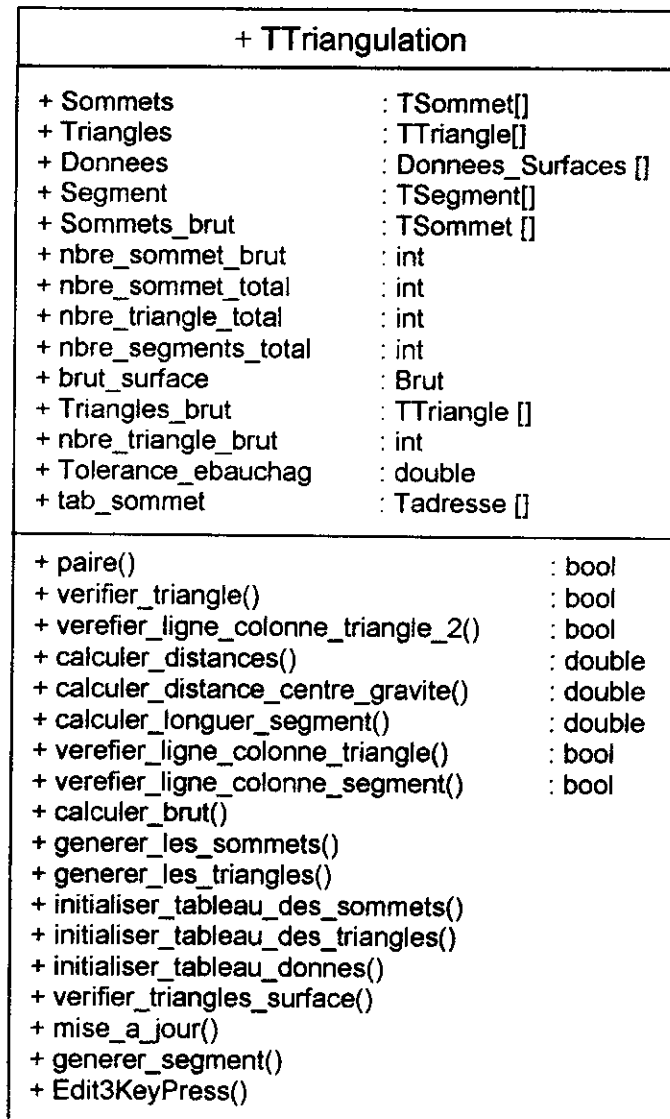 + TTriangulation
+ Sommets : TSommet[]
+ Triangles : TTriangle[]
+ Donnees : Donnees_Surfaces []
+ Segment : TSegment[]
+ Sommets_brut : TSommet []
+ nbre_sommet_brut : int
+ nbre_sommet_total : int
+ nbre_triangle_total : int
+ nbre_segments_total : int
+ brut_surface : Brut
+ Triangles_brut : TTriangle []
+ nbre_triangle_brut : int
+ Tolerance_ebauchag : double
+ tab_sommet : Tadresse []
+ paire() : bool
+ verifier_triangle() : bool
+ verefier_ligne_colonne_triangle_2() : bool
+ calculer_distances() : double
+ calculer_distance_centre_gravite() : double
+ calculer_longuer_segment() : double
+ verefier_ligne_colonne_triangle() : bool
+ verefier_ligne_colonne_segment() : bool
+ calculer_brut()
+ generer_les_sommets()
+ generer_les_triangles()
+ initialiser_tableau_des_sommets()
+ initialiser_tableau_des_triangles()
+ initialiser_tableau_donnes()
+ verifier_triangles_surface()
+ mise_a_jour()
+ generer_segment()
+ Edit3KeyPress()